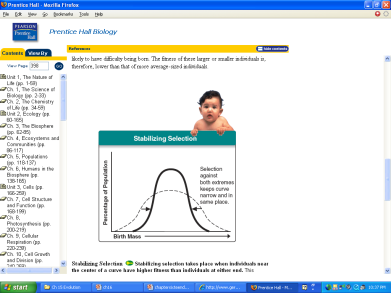 Prentice Hall - Mozilla Firefox
File Edit View Go Bookmarks Tools Help
PEARSON
Prentice
Hall
Prentice Hall Biology
Contents View By
References
hide contents
View Page: 398
GO
likely to have difficulty being born. The fitness of these larger or smaller individuals is,
therefore, lower than that of more average-sized individuals.
Unit 1, The Nature
of Life (pp. 1-59)
Ch. 1, The Science of
Biology (pp. 2-33)
Ch. 2, The Chemistry
of Life (pp. 34-59)
Unit 2, Ecology (pp.
60-165)
Ch. 3, The Biosphere
(pp. 62-85)
Ch. 4, Ecosystems and
Communities (pp.
86-117)
Ch. 5, Populations
(pp. 118-137)
Ch. 6, Humans in the
Biosphere (pp.
138-165)
Unit 3, Cells (pp.
166-259)
Ch. 7, Cell Structure
and Function (pp.
168-199)
Ch. 8,
Photosynthesis (pp.
200-219)
Ch. 9, Cellular
Respiration (pp.
220-239)
Ch. 10, Cell Growth
and Division (pp.
Stabilizing Selection
Percentage of Population
Selection
against
both extremes
keeps curve
narrow and in
same place.
Birth Mass
Stabilizing Selection Stabilizing selection takes place when individuals near
the center of a curve have higher fitness than individuals at either end. This
start
Ch 15 Evolution
ch16
Prentice Hall - M...
10:37 PM